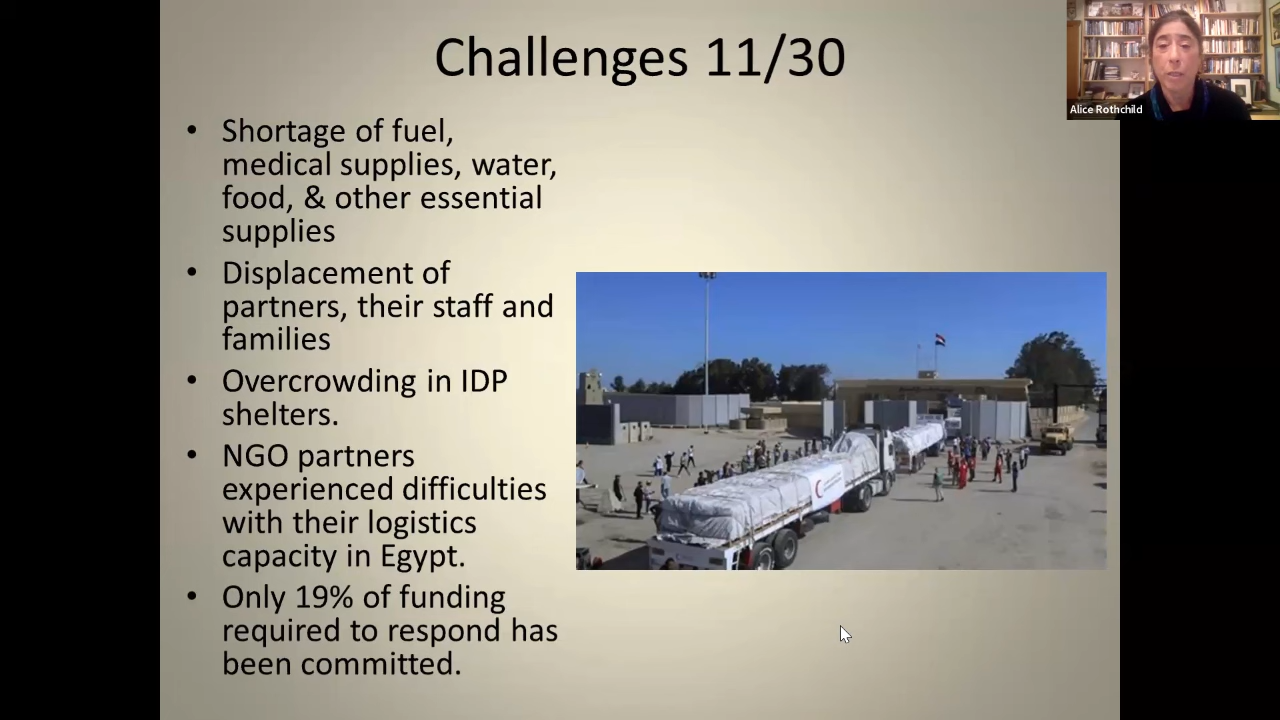 Challenges 11/30
Alice Rothchild
• Shortage of fuel,
medical supplies, water,
food, & other essential
supplies
• Displacement of
partners, their staff and
families
• Overcrowding in IDP
shelters.
• NGO partners
experienced difficulties
with their logistics
capacity in Egypt.
• Only 19% of funding
required to respond has
been committed.